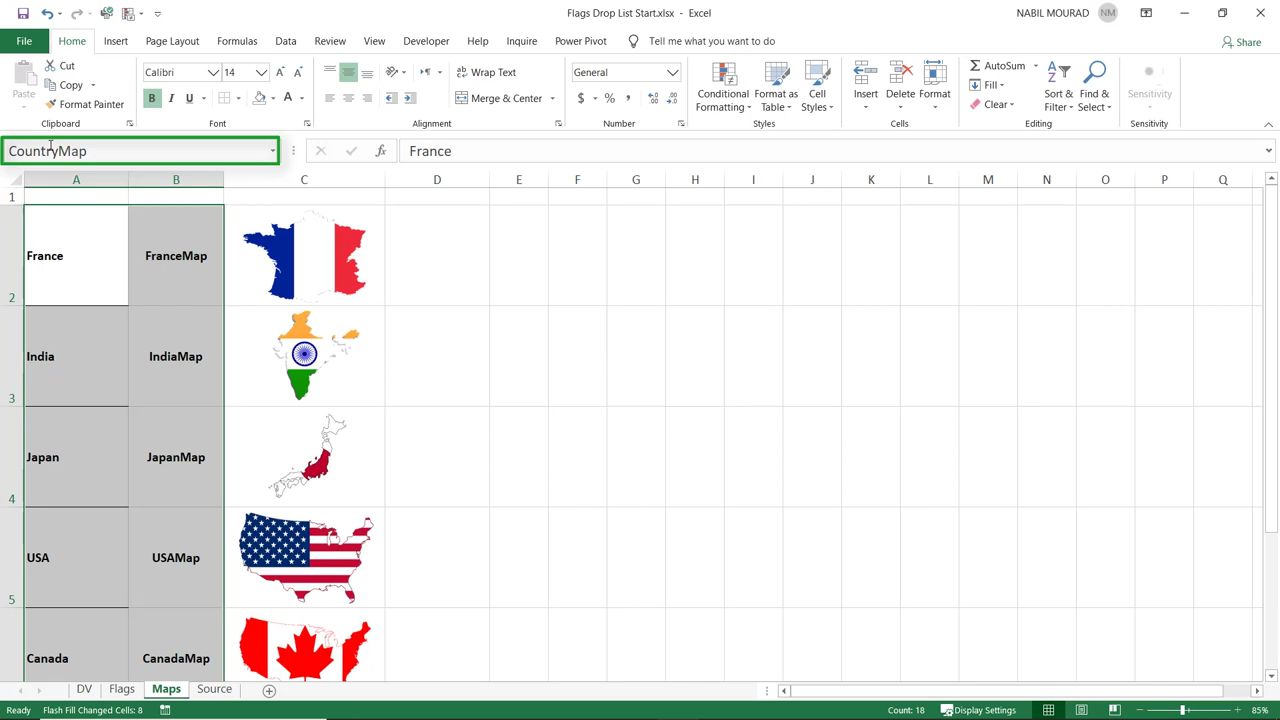 Flags Drop List Start.xlsx - Excel
NABIL MOURAD NM
File Home Insert Page Layout Formulas Data Review View Developer Help Inquire Power Pivot Tell me what you want to do Share
Paste
Cut
Copy
Format Painter
Clipboard
Calibri 14
B I U A
Font
Wrap Text
Merge & Center
Alignment
General
$ % ,
Number
Conditional Formatting
Format as Table
Cell Styles
Styles
Insert Delete Format
Cells
AutoSum
Fill
Clear
Sort & Filter
Find & Select
Editing
Sensitivity
Sensitivity
CountryMap fx France
A B C D E F G H I J K L M N O P Q
1
France FranceMap
2
India IndiaMap
3
Japan JapanMap
4
USA USAMap
5
Canada CanadaMap
DV Flags Maps Source
Ready Flash Fill Changed Cells: 8 Count: 18 Display Settings 85%